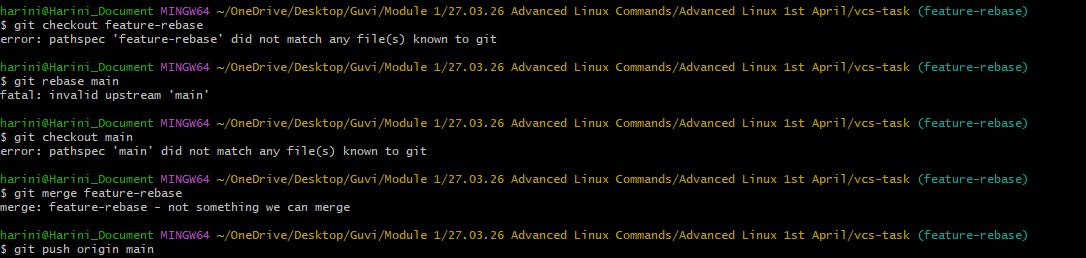 harini@Harini_Document MINGW64 ~/OneDrive/Desktop/Guvi/Module 1/27.03.26 Advanced Linux Commands/Advanced Linux 1st April/vcs-task (feature-rebase)
$ git checkout feature-rebase
error: pathspec 'feature-rebase' did not match any file(s) known to git
harini@Harini_Document MINGW64 ~/OneDrive/Desktop/Guvi/Module 1/27.03.26 Advanced Linux Commands/Advanced Linux 1st April/vcs-task (feature-rebase)
$ git rebase main
fatal: invalid upstream 'main'
harini@Harini_Document MINGW64 ~/OneDrive/Desktop/Guvi/Module 1/27.03.26 Advanced Linux Commands/Advanced Linux 1st April/vcs-task (feature-rebase)
$ git checkout main
error: pathspec 'main' did not match any file(s) known to git
harini@Harini_Document MINGW64 ~/OneDrive/Desktop/Guvi/Module 1/27.03.26 Advanced Linux Commands/Advanced Linux 1st April/vcs-task (feature-rebase)
$ git merge feature-rebase
merge: feature-rebase - not something we can merge
harini@Harini_Document MINGW64 ~/OneDrive/Desktop/Guvi/Module 1/27.03.26 Advanced Linux Commands/Advanced Linux 1st April/vcs-task (feature-rebase)
$ git push origin main